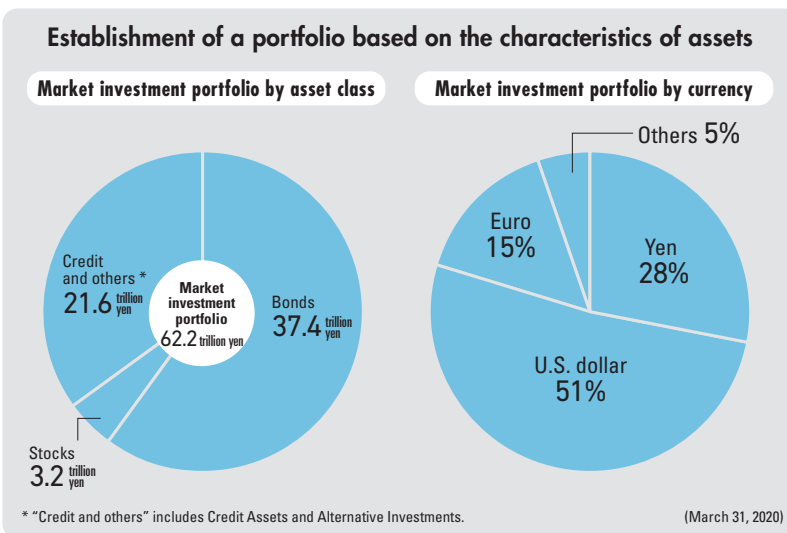 Establishment of a portfolio based on the characteristics of assets
Market investment portfolio by asset class
Credit
and others *
21.6 trillion yen
Market
investment
portfolio
62.2 trillion yen
Bonds
37.4 trillion yen
Stocks
3.2 trillion yen
Market investment portfolio by currency
Others 5%
Euro
15%
Yen
28%
U.S. dollar
51%
* “Credit and others” includes Credit Assets and Alternative Investments.
(March 31, 2020)